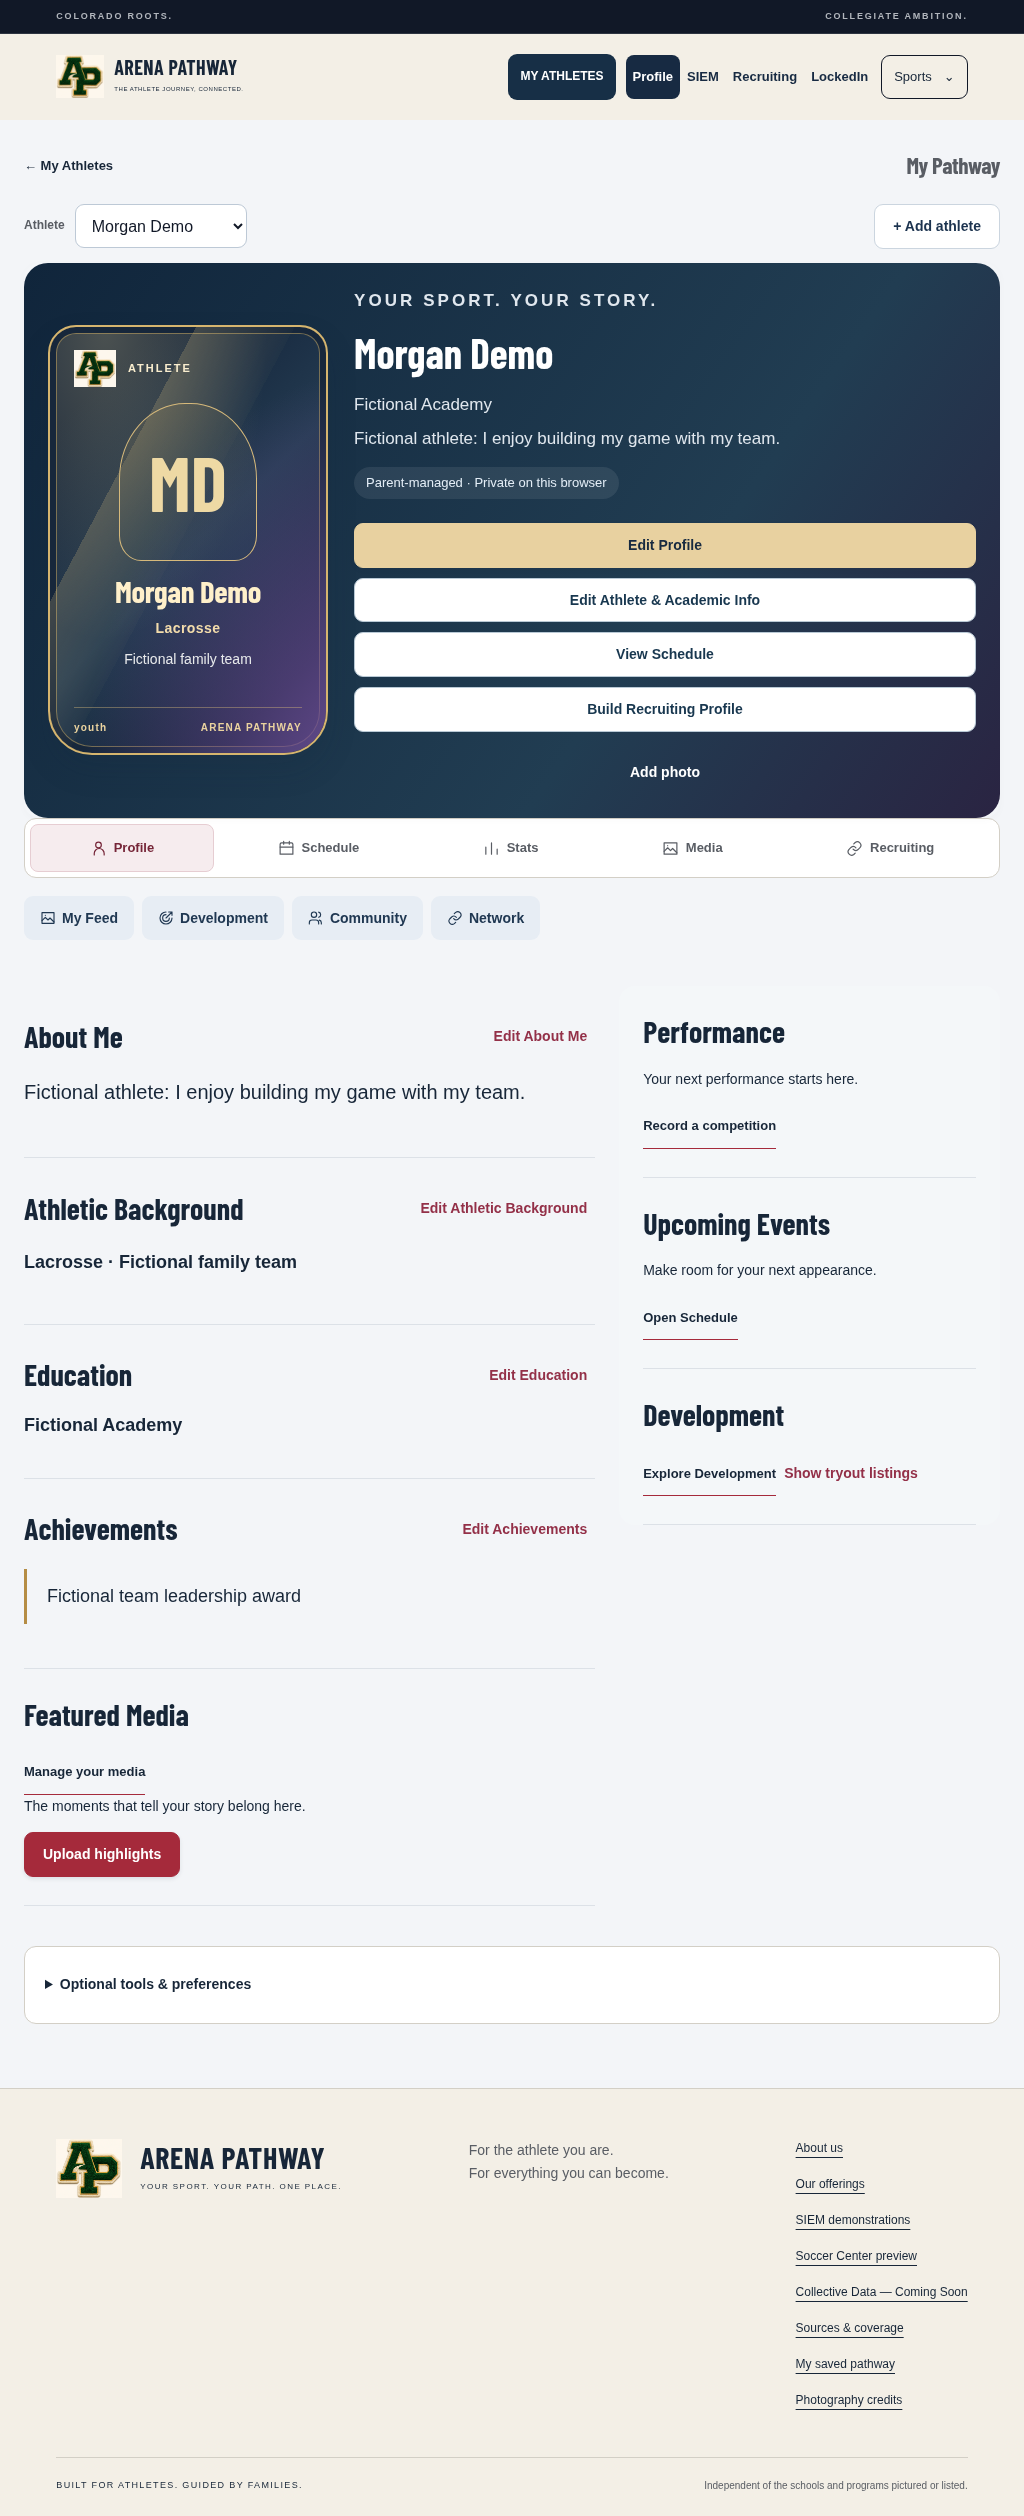 COLORADO ROOTS.
COLLEGIATE AMBITION.
AP
ARENA PATHWAY
THE ATHLETE JOURNEY, CONNECTED.
MY ATHLETES
Profile
SIEM
Recruiting
LockedIn
Sports
← My Athletes
My Pathway
Athlete
Morgan Demo
+ Add athlete
YOUR SPORT. YOUR STORY.
AP
ATHLETE
MD
Morgan Demo
Lacrosse
Fictional family team
youth
ARENA PATHWAY
Morgan Demo
Fictional Academy
Fictional athlete: I enjoy building my game with my team.
Parent-managed · Private on this browser
Edit Profile
Edit Athlete & Academic Info
View Schedule
Build Recruiting Profile
Add photo
Profile
Schedule
Stats
Media
Recruiting
My Feed
Development
Community
Network
About Me
Edit About Me
Fictional athlete: I enjoy building my game with my team.
Athletic Background
Edit Athletic Background
Lacrosse · Fictional family team
Education
Edit Education
Fictional Academy
Achievements
Edit Achievements
Fictional team leadership award
Featured Media
Manage your media
The moments that tell your story belong here.
Upload highlights
Performance
Your next performance starts here.
Record a competition
Upcoming Events
Make room for your next appearance.
Open Schedule
Development
Explore Development
Show tryout listings
Optional tools & preferences
AP
ARENA PATHWAY
YOUR SPORT. YOUR PATH. ONE PLACE.
For the athlete you are.
For everything you can become.
About us
Our offerings
SIEM demonstrations
Soccer Center preview
Collective Data — Coming Soon
Sources & coverage
My saved pathway
Photography credits
BUILT FOR ATHLETES. GUIDED BY FAMILIES.
Independent of the schools and programs pictured or listed.